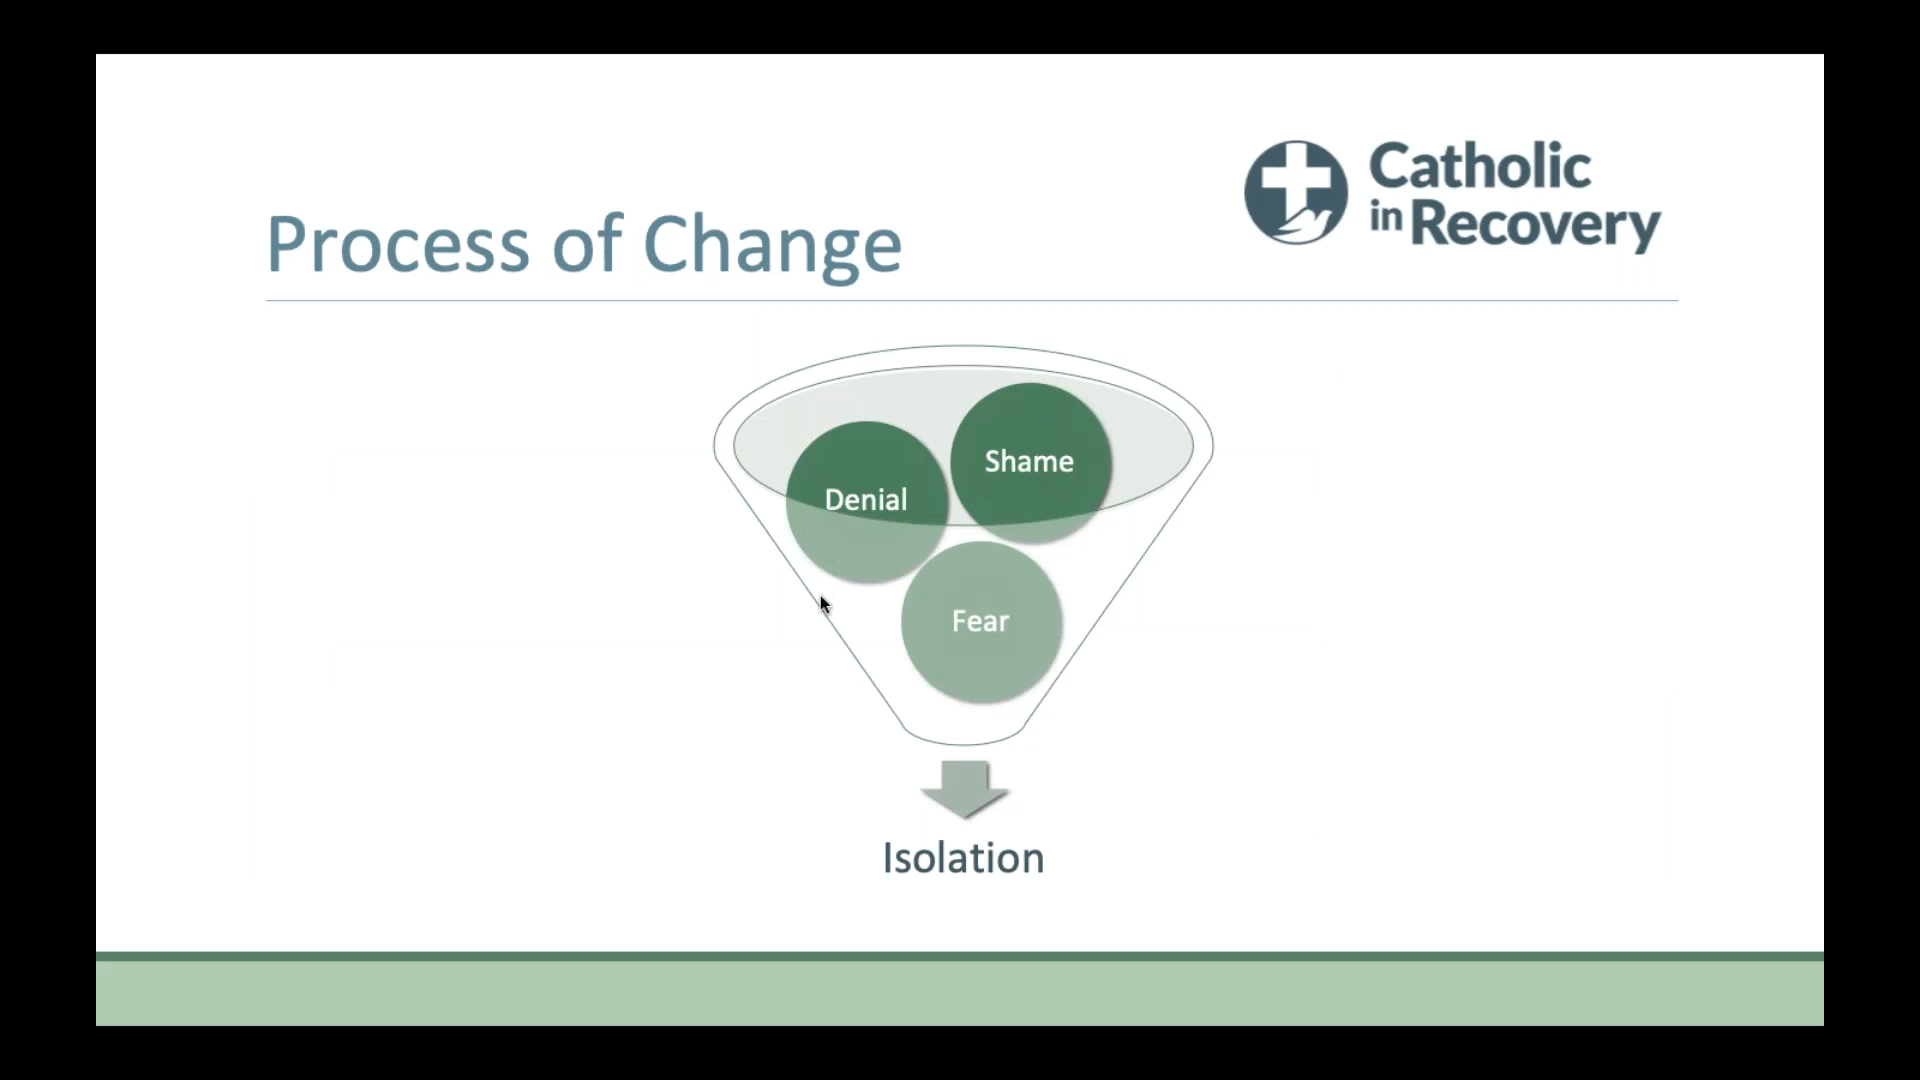 Catholic
in Recovery
Process of Change
Shame
Denial
Fear
Isolation